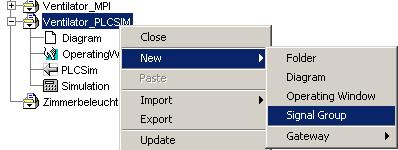 Ventilator_MPI
Ventilator_PLCSIM
Diagram
OperatingW
PLCSim
Simulation
Zimmerbeleucht
Close
New
Paste
Import
Export
Update
Folder
Diagram
Operating Window
Signal Group
Gateway